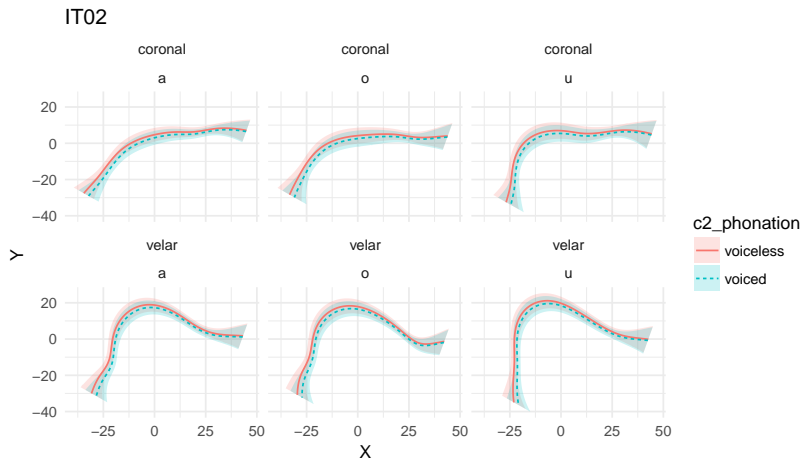 IT02
coronal
coronal
coronal
a
o
u
20
0
−20
−40
velar
velar
velar
a
o
u
20
0
−20
−40
−25
0
25
50
−25
0
25
50
−25
0
25
50
X
Y
c2_phonation
voiceless
voiced